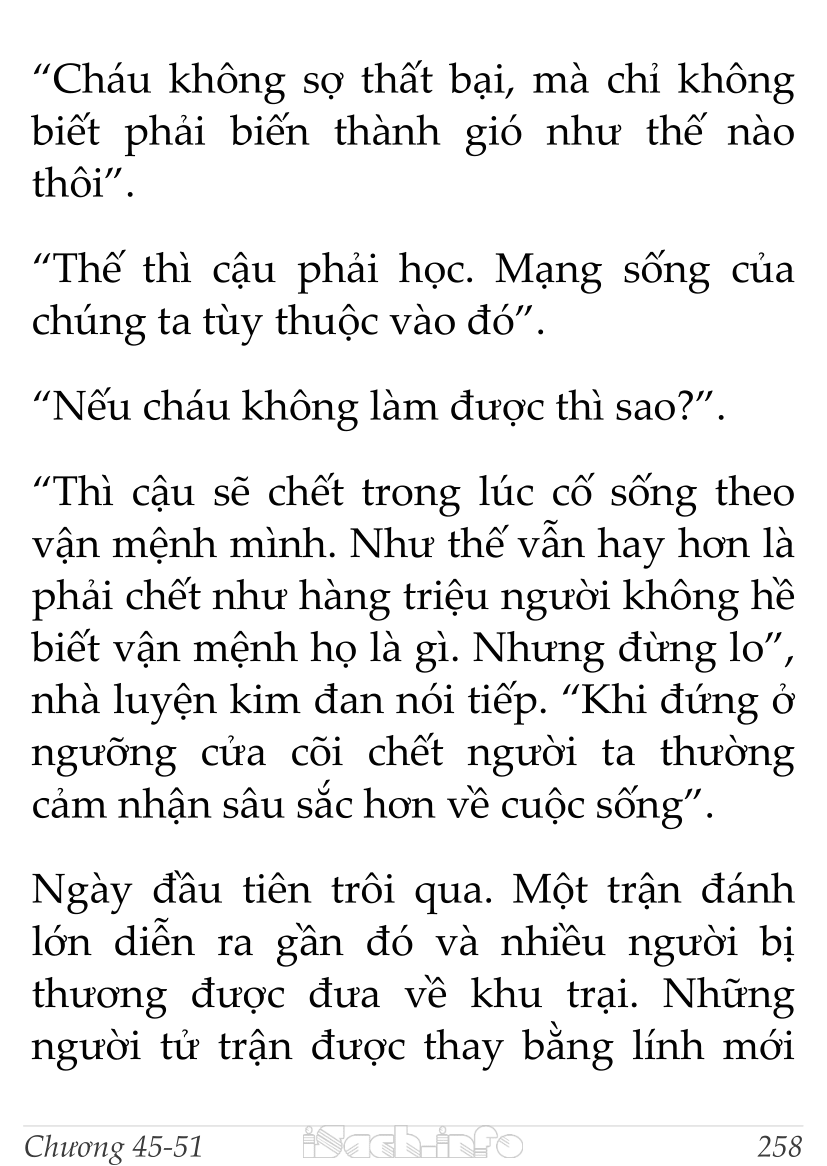 “Cháu không sợ thất bại, mà chỉ không
biết phải biến thành gió như thế nào
thôi”.
“Thế thì cậu phải học. Mạng sống của
chúng ta tùy thuộc vào đó”.
“Nếu cháu không làm được thì sao?”.
“Thì cậu sẽ chết trong lúc cố sống theo
vận mệnh mình. Như thế vẫn hay hơn là
phải chết như hàng triệu người không hề
biết vận mệnh họ là gì. Nhưng đừng lo”,
nhà luyện kim đan nói tiếp. “Khi đứng ở
ngưỡng cửa cõi chết người ta thường
cảm nhận sâu sắc hơn về cuộc sống”.
Ngày đầu tiên trôi qua. Một trận đánh
lớn diễn ra gần đó và nhiều người bị
thương được đưa về khu trại. Những
người tử trận được thay bằng lính mới
Chương 45-51 iSach.info 258